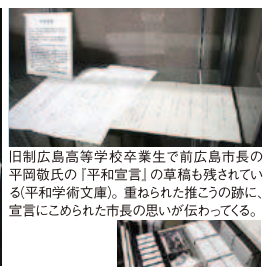 旧制広島高等学校卒業生で前広島市長の
平岡敬氏の『平和宣言』の草稿も残されてい
る(平和学術文庫)。重ねられた推こうの跡に、
宣言にこめられた市長の思いが伝わってくる。